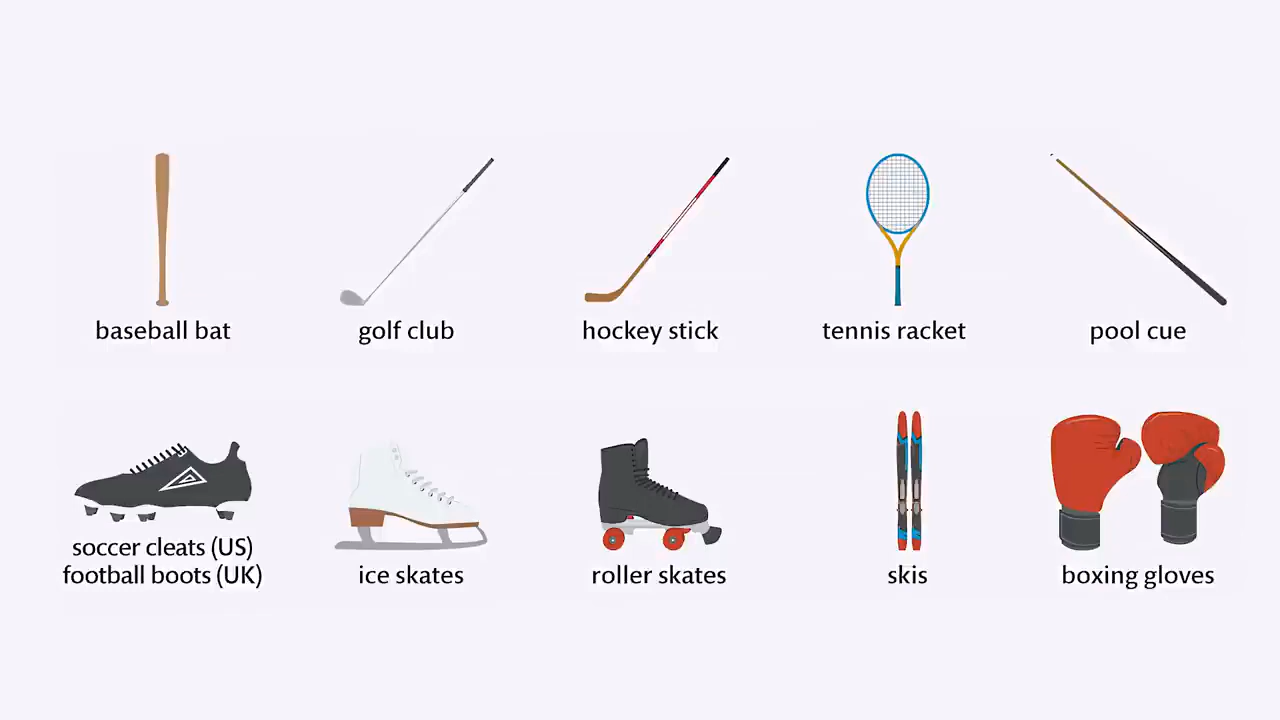 baseball bat
golf club
hockey stick
tennis racket
pool cue
soccer cleats (US)
football boots (UK)
ice skates
roller skates
skis
boxing gloves